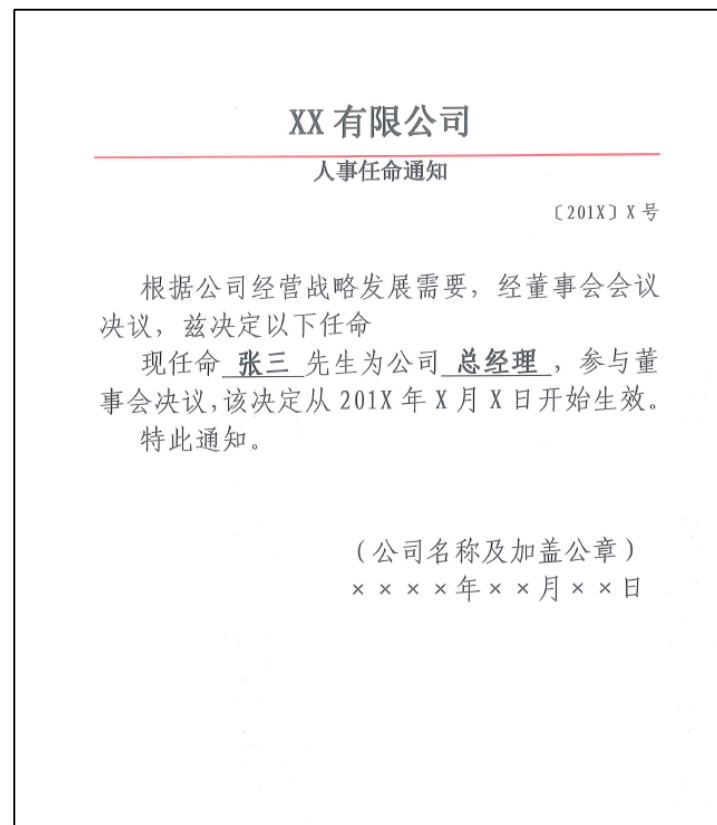 XX 有限公司
人事任命通知
〔201X〕X 号
根据公司经营战略发展需要，经董事会会议
决议，兹决定以下任命
现任命 张三 先生为公司 总经理 ，参与董
事会决议,该决定从 201X 年 X 月 X 日开始生效。
特此通知。
（公司名称及加盖公章）
××××年××月××日